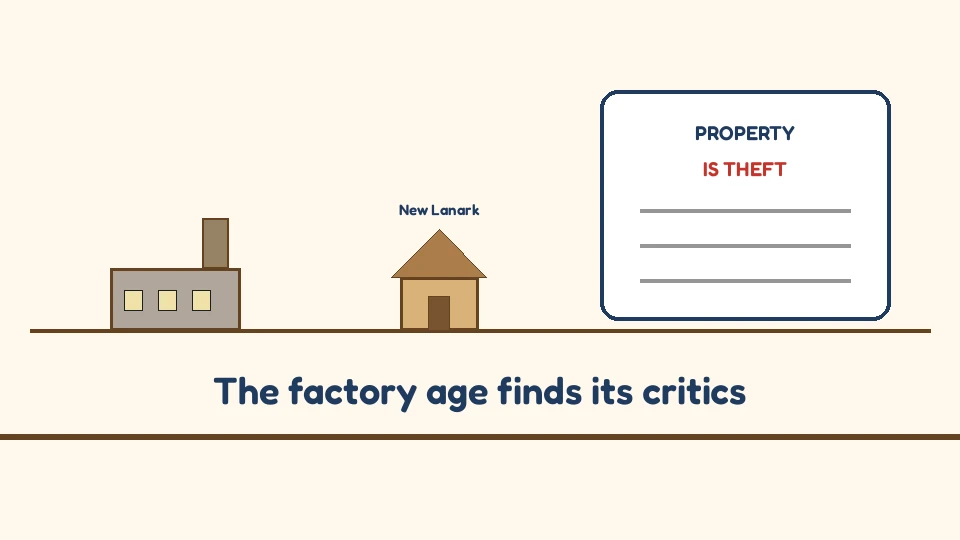 PROPERTY
IS THEFT
New Lanark
The factory age finds its critics